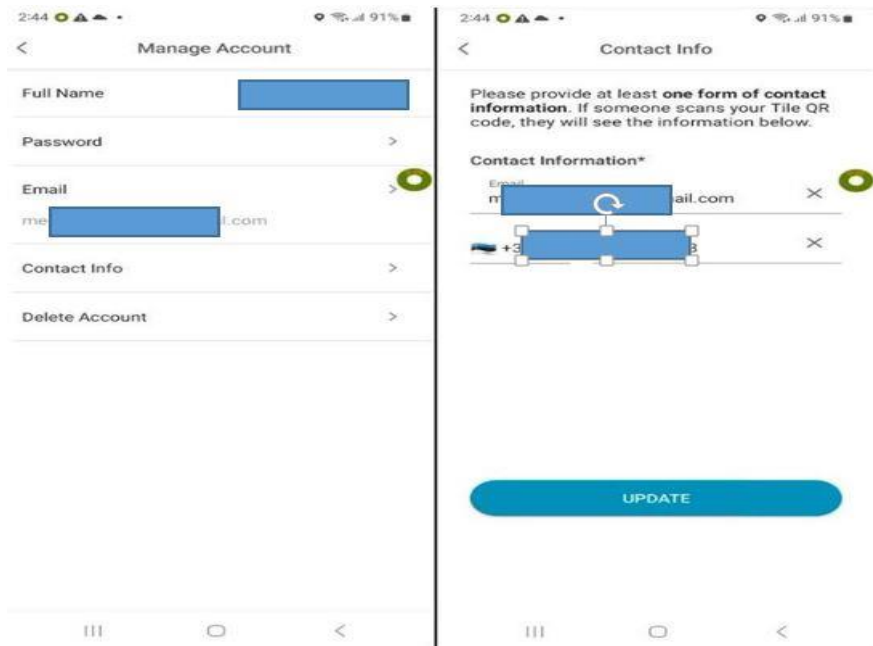 2:44
91%
Manage Account
Full Name
Password
Email
me l.com
Contact Info
Delete Account
2:44
91%
Contact Info
Please provide at least one form of contact
information. If someone scans your Tile QR
code, they will see the information below.
Contact Information*
Email
m ail.com
+3 3
UPDATE